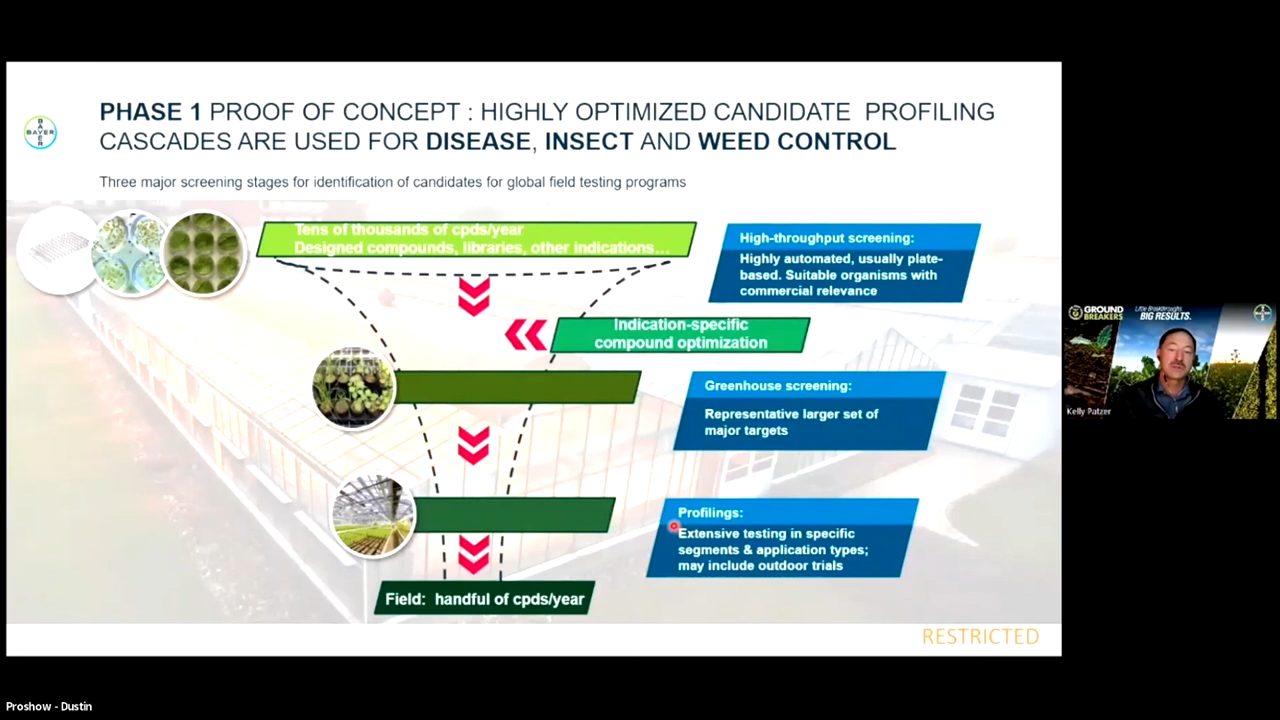 PHASE 1 PROOF OF CONCEPT : HIGHLY OPTIMIZED CANDIDATE PROFILING
CASCADES ARE USED FOR DISEASE, INSECT AND WEED CONTROL
BAYER
BAYER
Three major screening stages for identification of candidates for global field testing programs
Tens of thousands of cpds/year
Designed compounds, libraries, other indications...
High-throughput screening:
Highly automated, usually plate-
based. Suitable organisms with
commercial relevance
Indication-specific
compound optimization
Greenhouse screening:
Representative larger set of
major targets
Profilings:
Extensive testing in specific
segments & application types;
may include outdoor trials
Field: handful of cpds/year
RESTRICTED
GROUND
BREAKERS
Little Breakthroughs.
BIG RESULTS.
Kelly Patzer
Proshow - Dustin